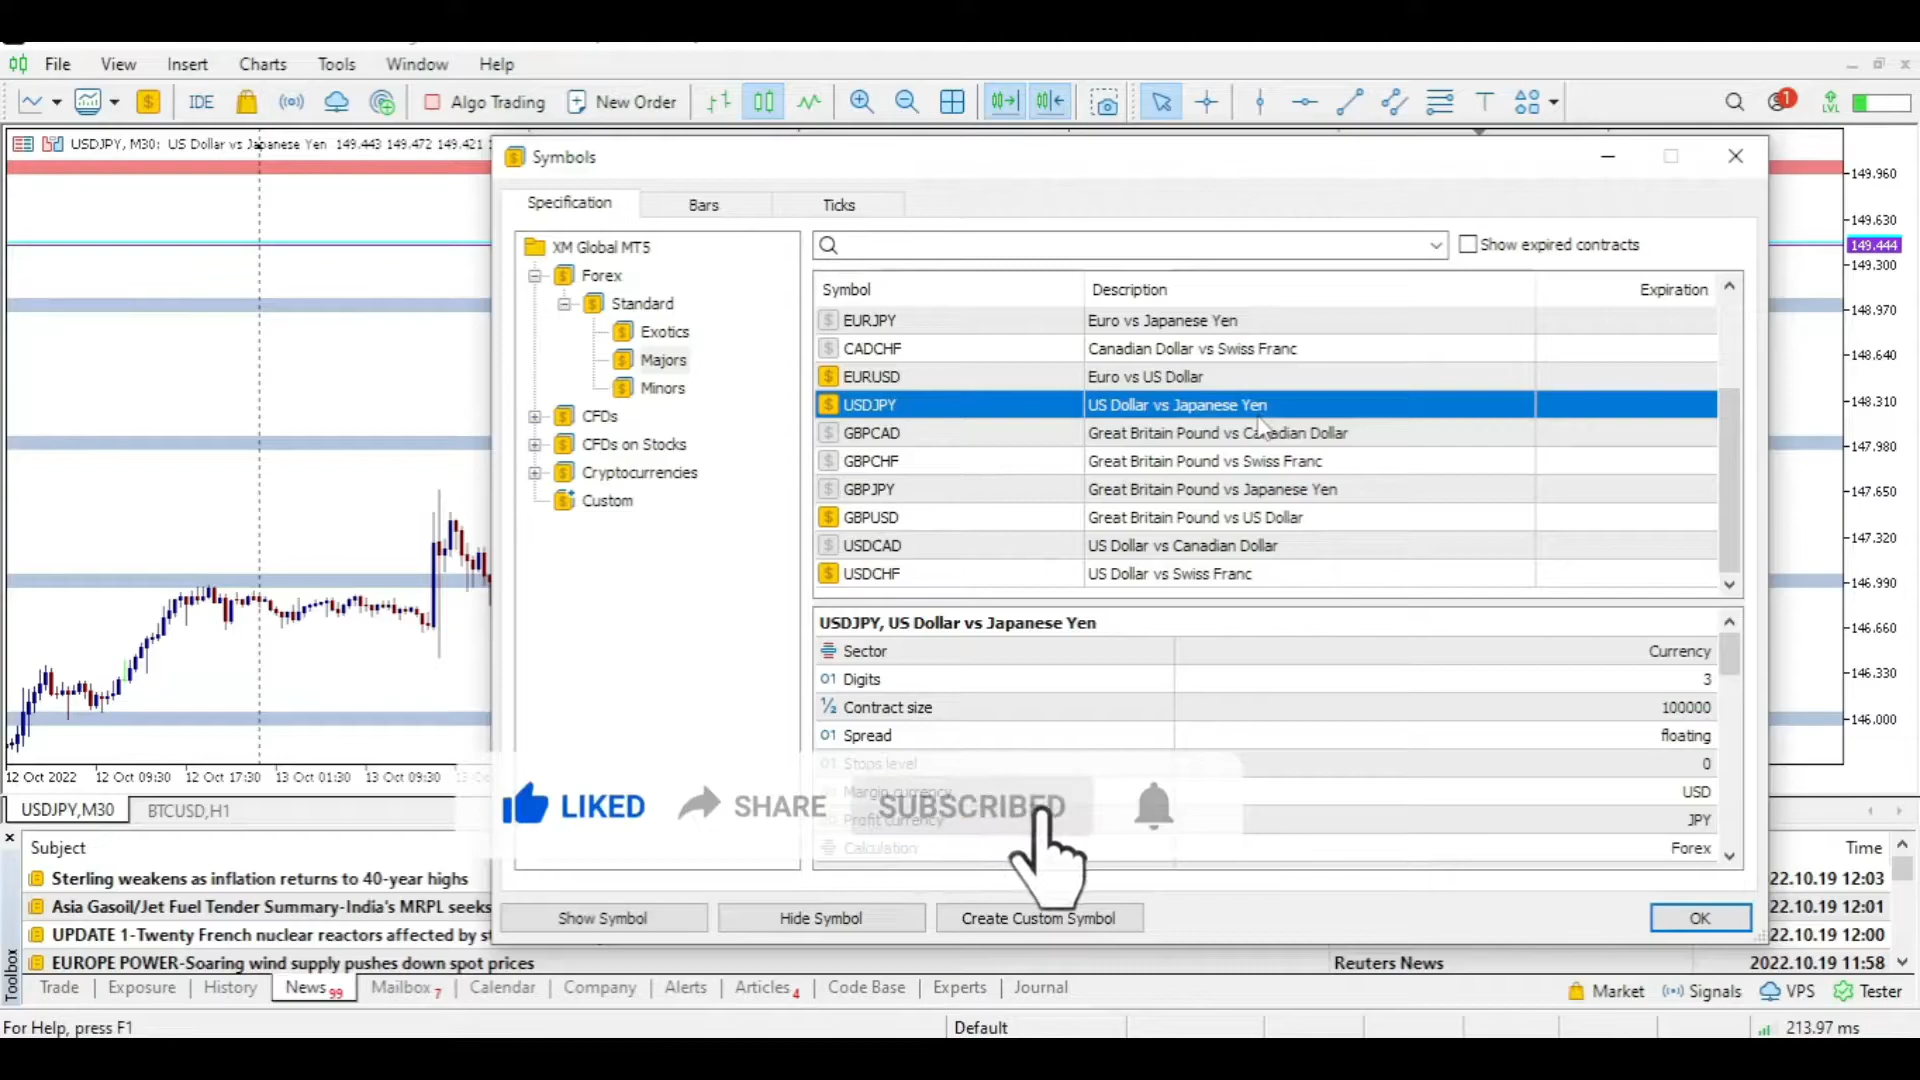 File View Insert Charts Tools Window Help
IDE Algo Trading New Order 1 LVL
USDJPY, M30: US Dollar vs Japanese Yen 149.443 149.472 149.421
Symbols
Specification Bars Ticks
XM Global MT5
Forex
Standard
Exotics
Majors
Minors
CFDs
CFDs on Stocks
Cryptocurrencies
Custom
Show expired contracts
Symbol Description Expiration
EURJPY Euro vs Japanese Yen
CADCHF Canadian Dollar vs Swiss Franc
EURUSD Euro vs US Dollar
USDJPY US Dollar vs Japanese Yen
GBPCAD Great Britain Pound vs Canadian Dollar
GBPCHF Great Britain Pound vs Swiss Franc
GBPJPY Great Britain Pound vs Japanese Yen
GBPUSD Great Britain Pound vs US Dollar
USDCAD US Dollar vs Canadian Dollar
USDCHF US Dollar vs Swiss Franc
USDJPY, US Dollar vs Japanese Yen
Sector Currency
Digits 3
Contract size 100000
Spread floating
Stops level 0
Margin currency USD
Profit currency JPY
Calculation Forex
LIKED SHARE SUBSCRIBED
Show Symbol Hide Symbol Create Custom Symbol OK
149.960
149.630
149.444
149.300
148.970
148.640
148.310
147.980
147.650
147.320
146.990
146.660
146.330
146.000
12 Oct 2022 12 Oct 09:30 12 Oct 17:30 13 Oct 01:30 13 Oct 09:30
USDJPY,M30 BTCUSD,H1
Subject Time
Sterling weakens as inflation returns to 40-year highs 22.10.19 12:03
Asia Gasoil/Jet Fuel Tender Summary-India's MRPL seeks 22.10.19 12:01
UPDATE 1-Twenty French nuclear reactors affected by 22.10.19 12:00
EUROPE POWER-Soaring wind supply pushes down spot prices Reuters News 2022.10.19 11:58
Toolbox
Trade Exposure History News 99 Mailbox 7 Calendar Company Alerts Articles 4 Code Base Experts Journal Market Signals VPS Tester
For Help, press F1 Default 213.97 ms